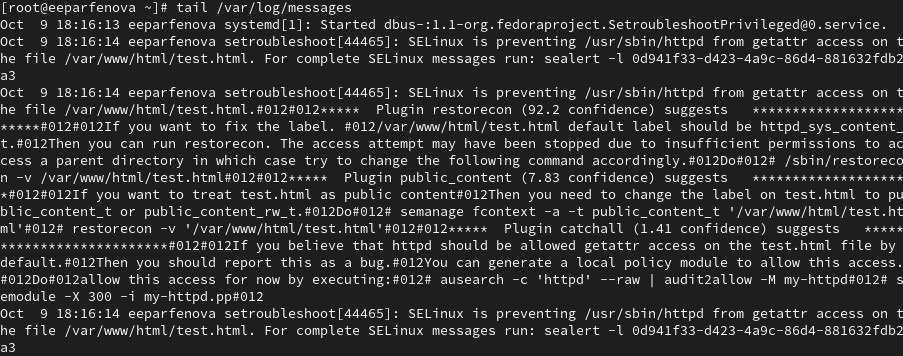 [root@eeparfenova ~]# tail /var/log/messages
Oct  9 18:16:13 eeparfenova systemd[1]: Started dbus-:1.1-org.fedoraproject.SetroubleshootPrivileged@0.service.
Oct  9 18:16:14 eeparfenova setroubleshoot[44465]: SELinux is preventing /usr/sbin/httpd from getattr access on t
he file /var/www/html/test.html. For complete SELinux messages run: sealert -l 0d941f33-d423-4a9c-86d4-881632fdb2
a3
Oct  9 18:16:14 eeparfenova setroubleshoot[44465]: SELinux is preventing /usr/sbin/httpd from getattr access on t
he file /var/www/html/test.html.#012#012*****  Plugin restorecon (92.2 confidence) suggests   *******************
*****#012#012If you want to fix the label. #012/var/www/html/test.html default label should be httpd_sys_content_
t.#012Then you can run restorecon. The access attempt may have been stopped due to insufficient permissions to ac
cess a parent directory in which case try to change the following command accordingly.#012Do#012# /sbin/restoreco
n -v /var/www/html/test.html#012#012*****  Plugin public_content (7.83 confidence) suggests   *******************
*#012#012If you want to treat test.html as public content#012Then you need to change the label on test.html to pu
blic_content_t or public_content_rw_t.#012Do#012# semanage fcontext -a -t public_content_t '/var/www/html/test.ht
ml'#012# restorecon -v '/var/www/html/test.html'#012#012*****  Plugin catchall (1.41 confidence) suggests   *****
*********************#012#012If you believe that httpd should be allowed getattr access on the test.html file by 
default.#012Then you should report this as a bug.#012You can generate a local policy module to allow this access.
#012Do#012allow this access for now by executing:#012# ausearch -c 'httpd' --raw | audit2allow -M my-httpd#012# s
emodule -X 300 -i my-httpd.pp#012
Oct  9 18:16:14 eeparfenova setroubleshoot[44465]: SELinux is preventing /usr/sbin/httpd from getattr access on t
he file /var/www/html/test.html. For complete SELinux messages run: sealert -l 0d941f33-d423-4a9c-86d4-881632fdb2
a3